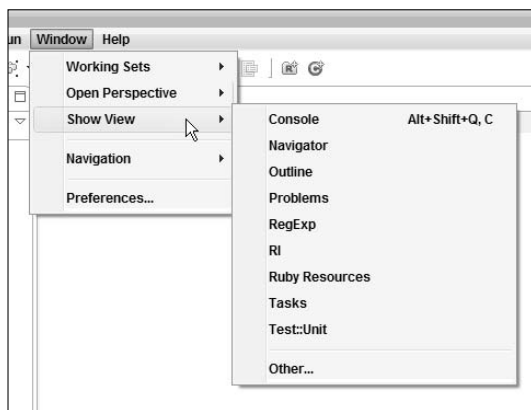 un Window Help
Working Sets
Open Perspective
Show View
Navigation
Preferences...
Console Alt+Shift+Q, C
Navigator
Outline
Problems
RegExp
RI
Ruby Resources
Tasks
Test::Unit
Other...